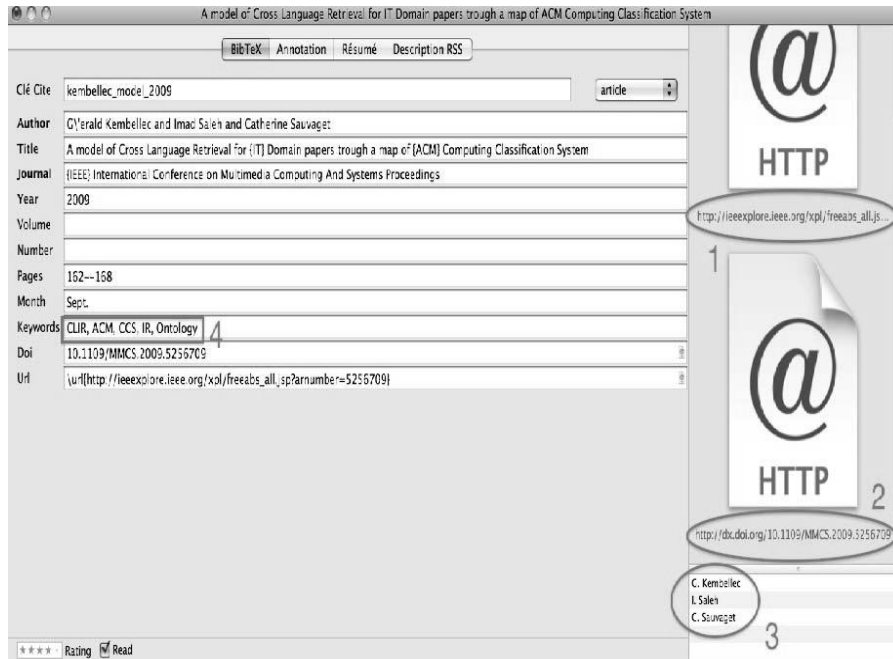 A model of Cross Language Retrieval for IT Domain papers trough a map of ACM Computing Classification System
BibTeX Annotation Résumé Description RSS
Clé Cite kembellec_model_2009 article
Author G\'erald Kembellec and Imad Saleh and Catherine Sauvaget
Title A model of Cross Language Retrieval for {IT} Domain papers trough a map of {ACM} Computing Classification System
Journal {IEEE} International Conference on Multimedia Computing And Systems Proceedings
Year 2009
Volume
Number
Pages 162--168
Month Sept.
Keywords CLIR, ACM, CCS, IR, Ontology 4
Doi 10.1109/MMCS.2009.5256709
Url \url{http://ieeexplore.ieee.org/xpl/freeabs_all.jsp?arnumber=5256709}
Rating Read
@
HTTP
http://ieeexplore.ieee.org/xpl/freeabs_all.js...
1
@
HTTP
2
http://dx.doi.org/10.1109/MMCS.2009.5256709
C. Kembellec
I. Saleh
C. Sauvaget
3